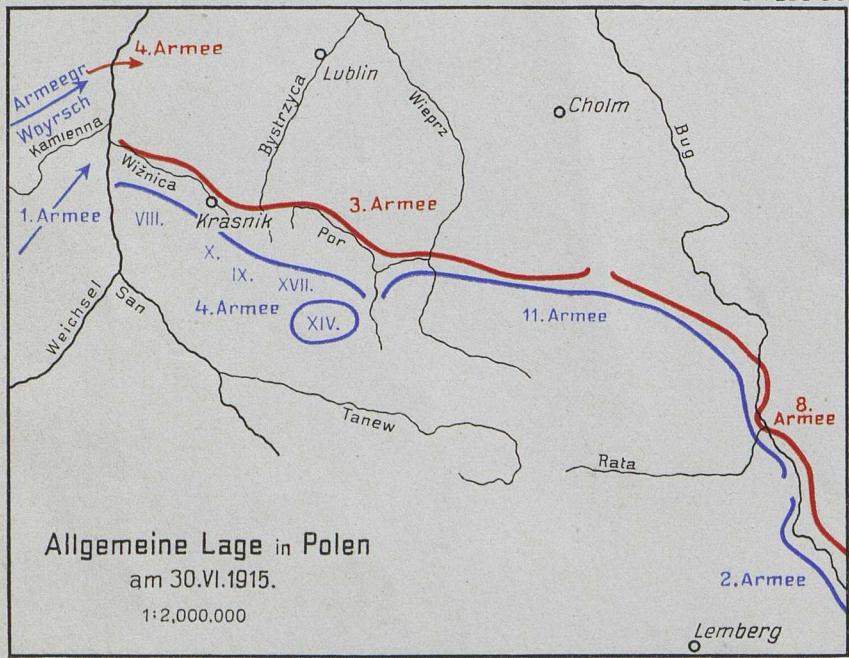 4. Armee
Armeegr.
Woyrsch
Kamienna
1. Armee
Wižnica
VIII.
Krasnik
Bystrzyca
Lublin
Wieprz
Cholm
Bug
3. Armee
Por
X.
IX.
XVII.
4. Armee
XIV.
11. Armee
Weichsel
San
Tanew
Rata
8.
Armee
2. Armee
Lemberg
Allgemeine Lage in Polen
am 30.VI.1915.
1:2,000.000